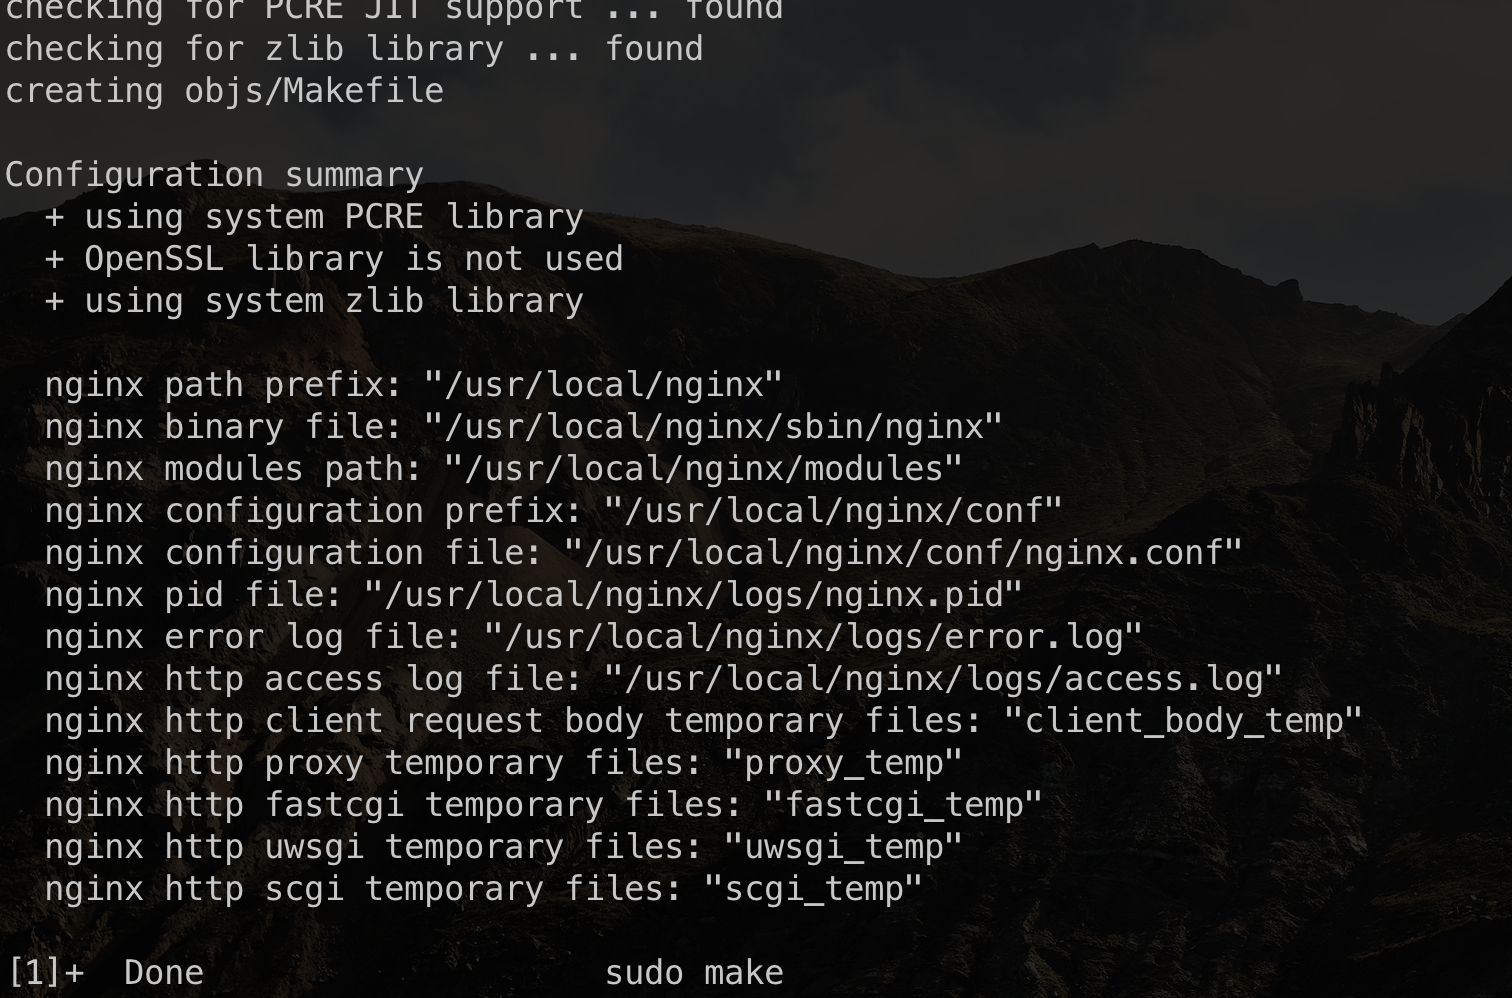 checking for PCRE JIT support ... found
checking for zlib library ... found
creating objs/Makefile

Configuration summary
  + using system PCRE library
  + OpenSSL library is not used
  + using system zlib library

  nginx path prefix: "/usr/local/nginx"
  nginx binary file: "/usr/local/nginx/sbin/nginx"
  nginx modules path: "/usr/local/nginx/modules"
  nginx configuration prefix: "/usr/local/nginx/conf"
  nginx configuration file: "/usr/local/nginx/conf/nginx.conf"
  nginx pid file: "/usr/local/nginx/logs/nginx.pid"
  nginx error log file: "/usr/local/nginx/logs/error.log"
  nginx http access log file: "/usr/local/nginx/logs/access.log"
  nginx http client request body temporary files: "client_body_temp"
  nginx http proxy temporary files: "proxy_temp"
  nginx http fastcgi temporary files: "fastcgi_temp"
  nginx http uwsgi temporary files: "uwsgi_temp"
  nginx http scgi temporary files: "scgi_temp"

[1]+  Done                    sudo make